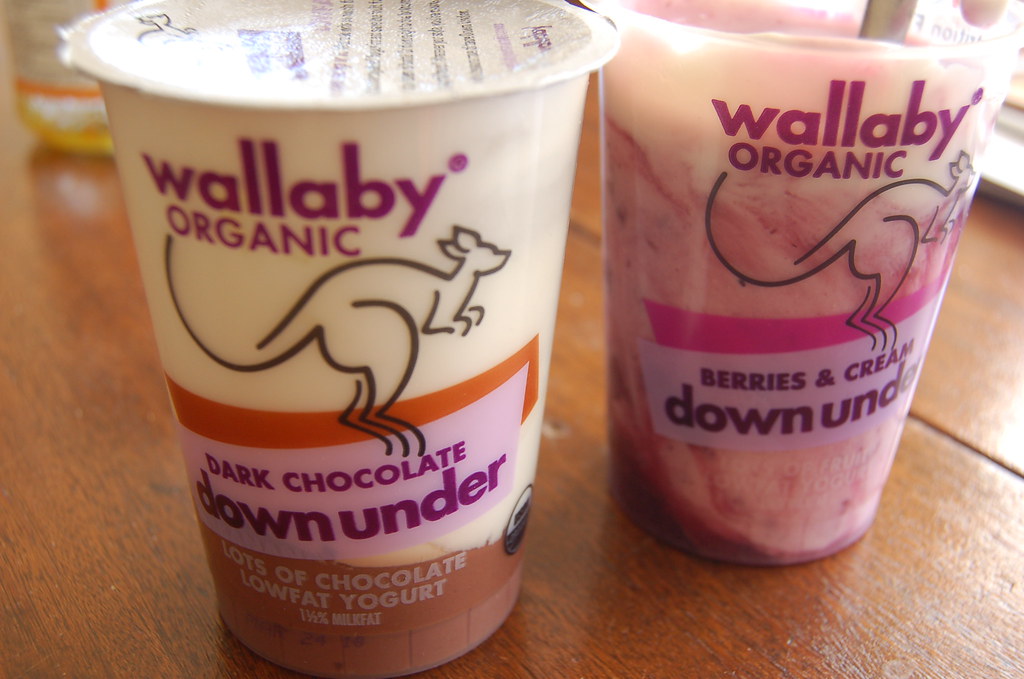 wallaby®
ORGANIC
DARK CHOCOLATE
down under
LOTS OF CHOCOLATE
LOWFAT YOGURT
1½% MILKFAT
wallaby®
ORGANIC
BERRIES & CREAM
down unde